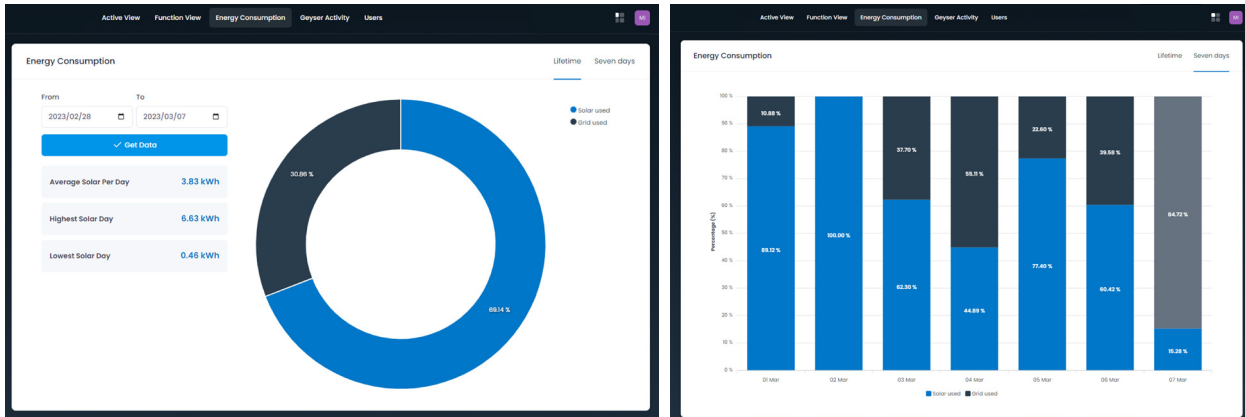 Active View Function View Energy Consumption Geyser Activity Users MI
Energy Consumption Lifetime Seven days
From To
2023/02/28 2023/03/07
Get Data
Average Solar Per Day 3.83 kWh
Highest Solar Day 6.63 kWh
Lowest Solar Day 0.46 kWh
Solar used
Grid used
30.86 %
69.14 %
Active View Function View Energy Consumption Geyser Activity Users MI
Energy Consumption Lifetime Seven days
Percentage (%)
100 %
90 %
80 %
70 %
60 %
50 %
40 %
30 %
20 %
10 %
0 %
10.88 %
89.12 %
100.00 %
37.70 %
62.30 %
55.11 %
44.89 %
22.60 %
77.40 %
39.58 %
60.42 %
84.72 %
15.28 %
01 Mar 02 Mar 03 Mar 04 Mar 05 Mar 06 Mar 07 Mar
Solar used Grid used